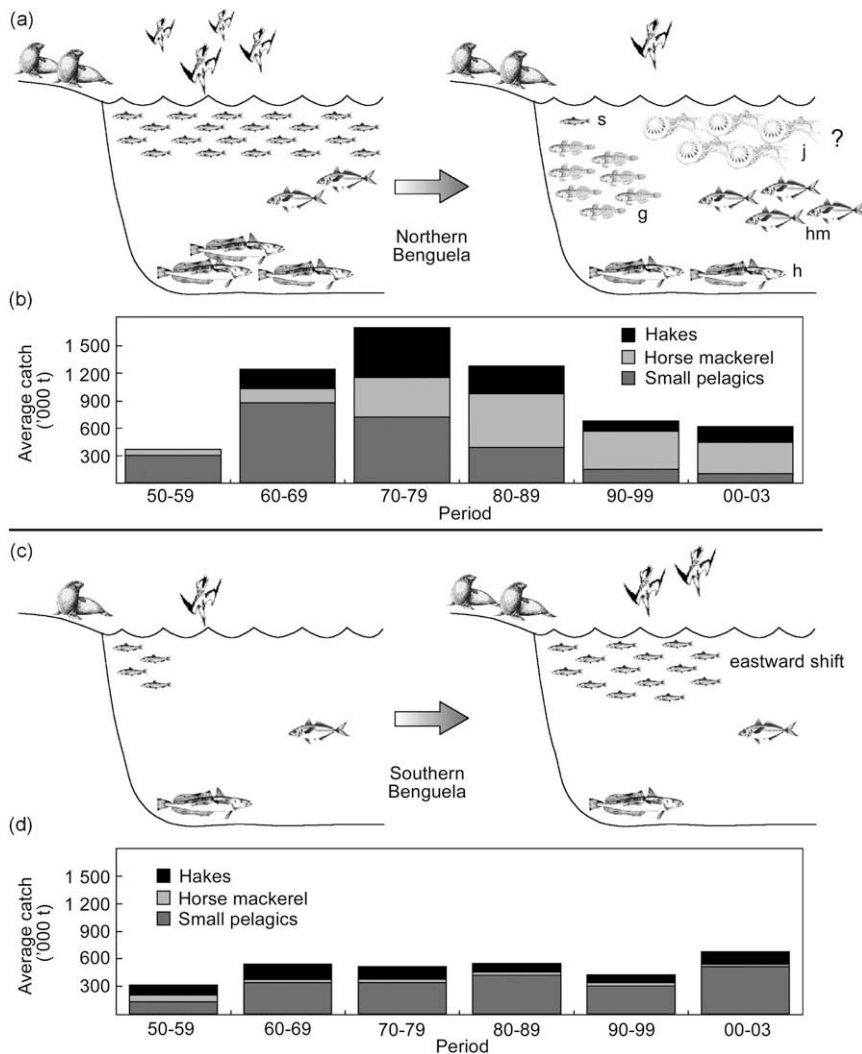 (a)
s
j
?
g
hm
h
Northern
Benguela
(b)
Average catch
('000 t)
1 500
1 200
900
600
300
Hakes
Horse mackerel
Small pelagics
50-59 60-69 70-79 80-89 90-99 00-03
Period
(c)
eastward shift
Southern
Benguela
(d)
Average catch
('000 t)
1 500
1 200
900
600
300
Hakes
Horse mackerel
Small pelagics
50-59 60-69 70-79 80-89 90-99 00-03
Period